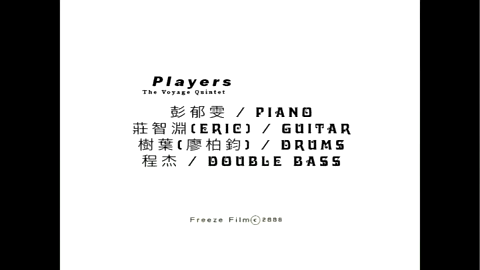 Players
The Voyage Quintet
彭郁雯 / PIANO
莊智淵(ERIC) / GUITAR
樹葉(廖柏鈞) / DRUMS
程杰 / DOUBLE BASS
Freeze Film©